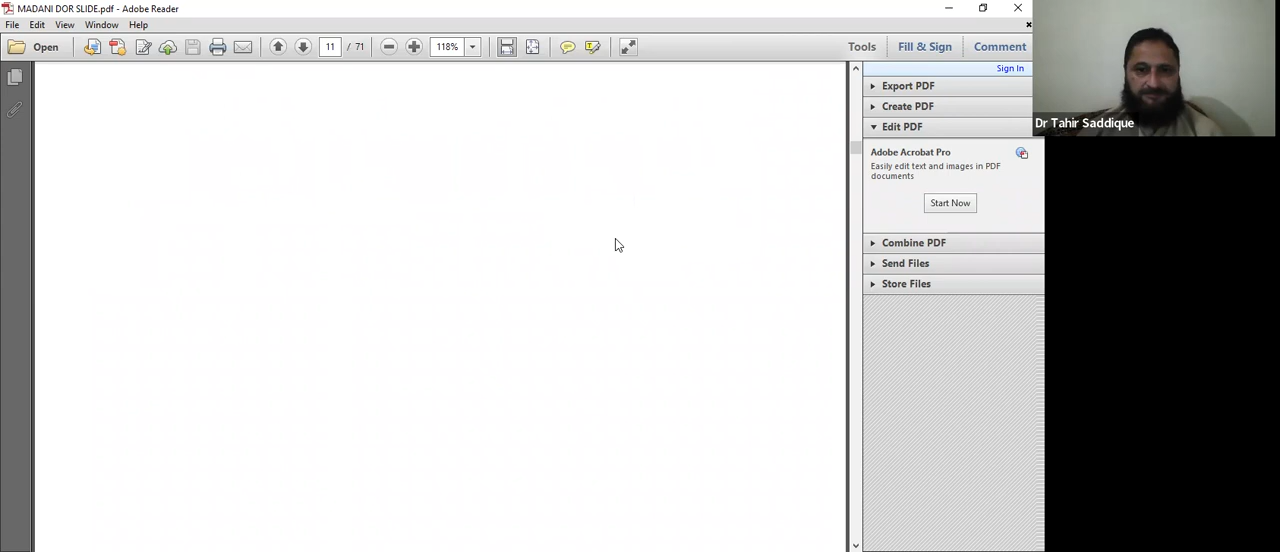 MADANI DOR SLIDE.pdf - Adobe Reader
File Edit View Window Help
Open 11 / 71 118% Tools Fill & Sign Comment
Sign In
Export PDF
Create PDF
Edit PDF
Adobe Acrobat Pro
Easily edit text and images in PDF
documents
Start Now
Combine PDF
Send Files
Store Files
Dr Tahir Saddique